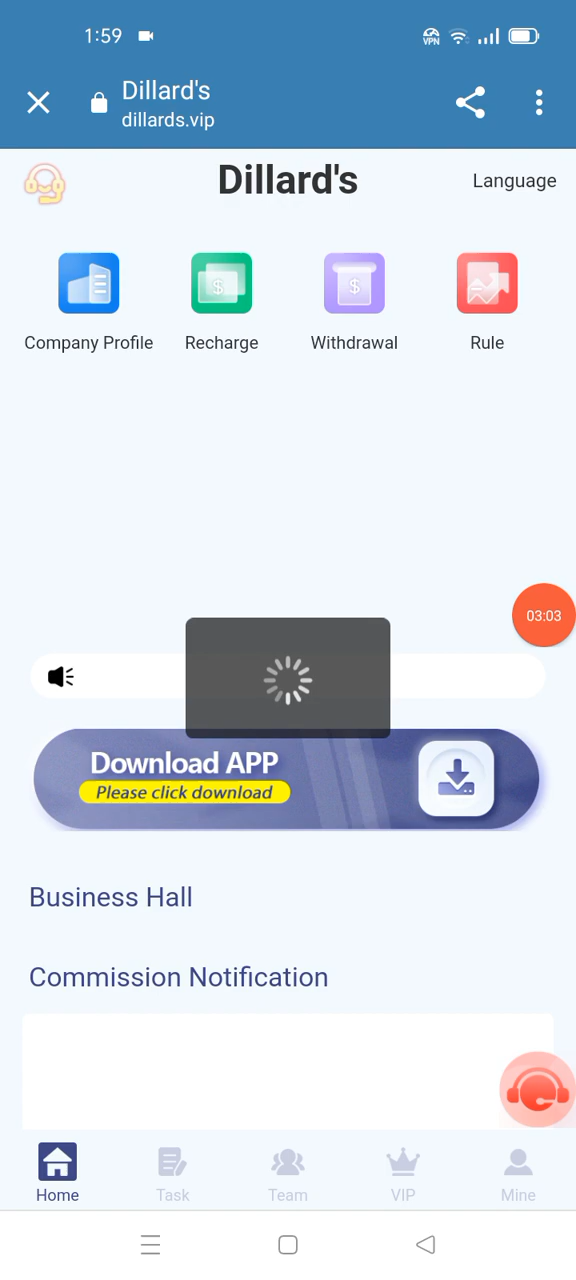 1:59
VPN
Dillard's
dillards.vip
Dillard's
Language
$
$
Company Profile
Recharge
Withdrawal
Rule
03:03
Download APP
Please click download
Business Hall
Commission Notification
Home
Task
Team
VIP
Mine